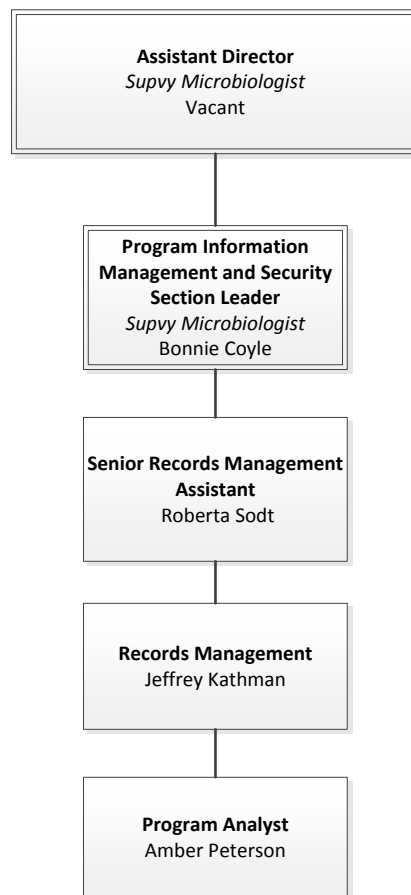 Assistant Director
Supvy Microbiologist
Vacant
Program Information
Management and Security
Section Leader
Supvy Microbiologist
Bonnie Coyle
Senior Records Management
Assistant
Roberta Sodt
Records Management
Jeffrey Kathman
Program Analyst
Amber Peterson